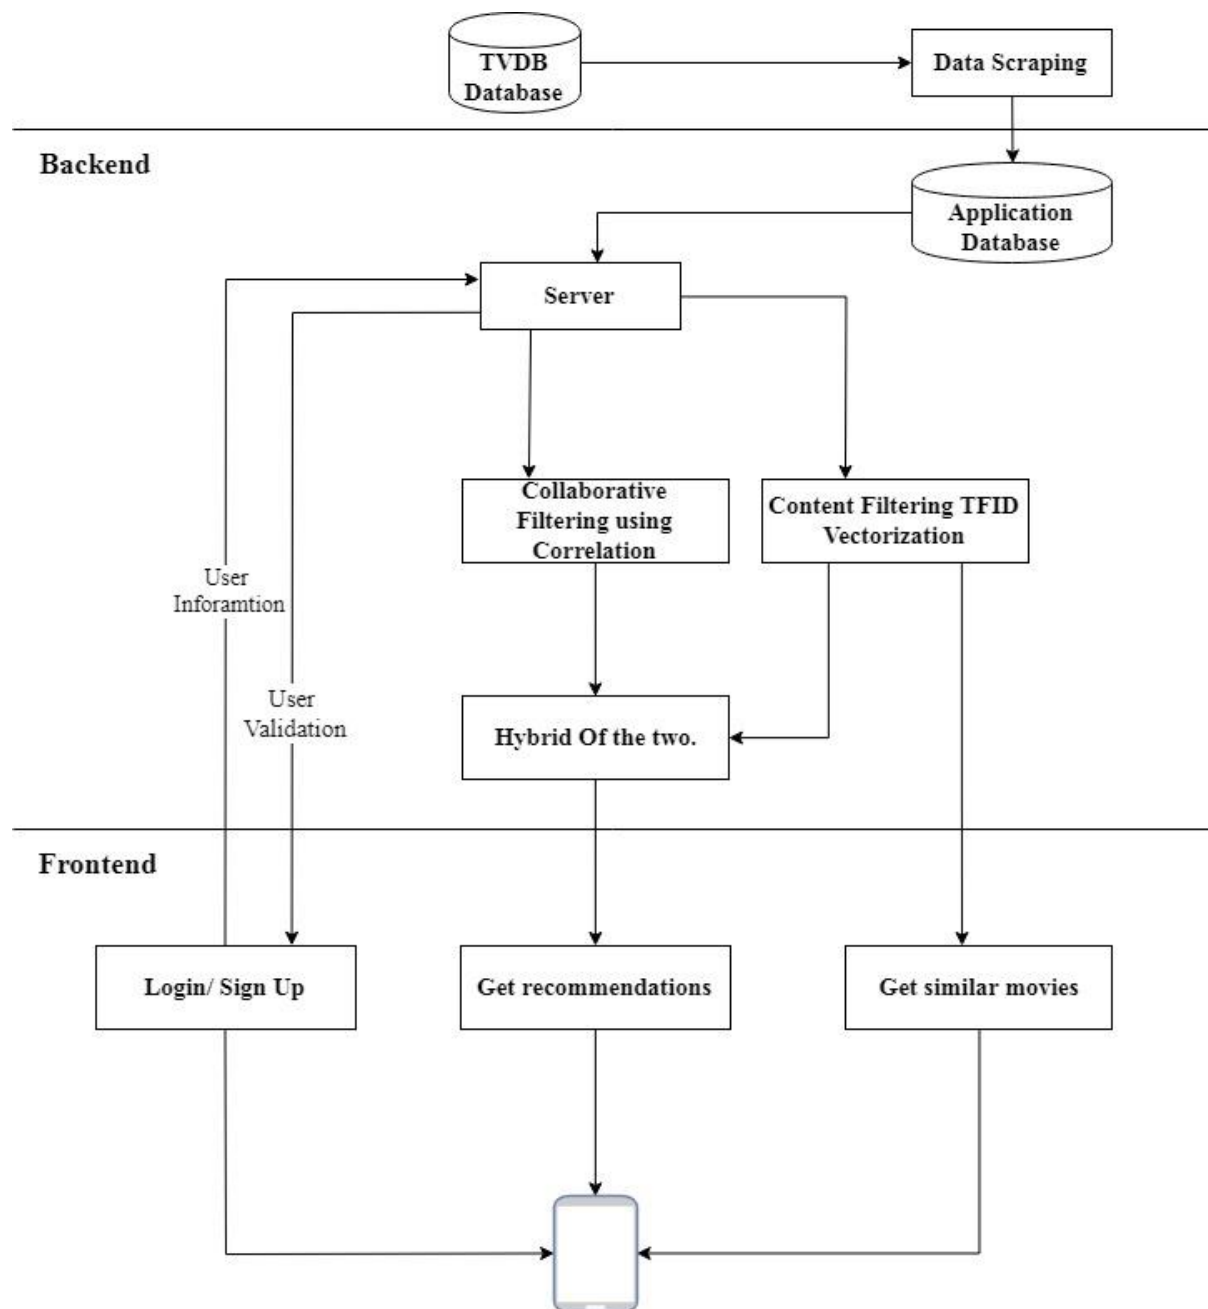 TVDB
Database
Data Scraping
Backend
Application
Database
Server
Collaborative
Filtering using
Correlation
Content Filtering TFID
Vectorization
User
Inforamtion
User
Validation
Hybrid Of the two.
Frontend
Login/ Sign Up
Get recommendations
Get similar movies